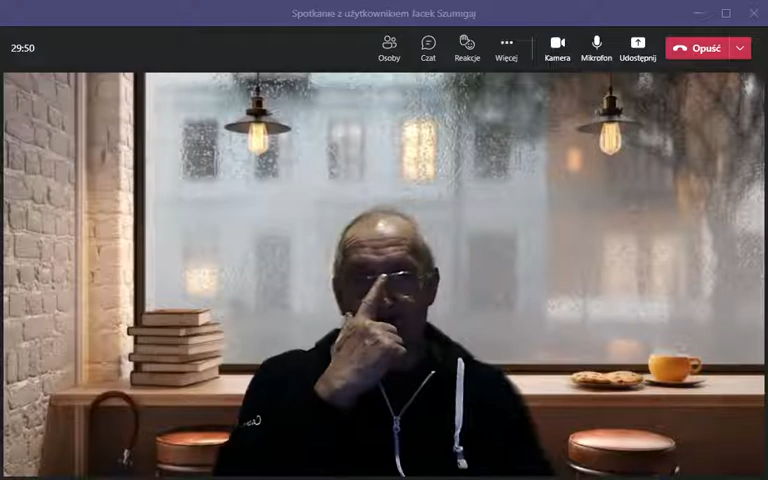 Spotkanie z użytkownikiem Jacek Szumigaj
29:50
Osoby Czat Reakcje Więcej Kamera Mikrofon Udostępnij Opuść